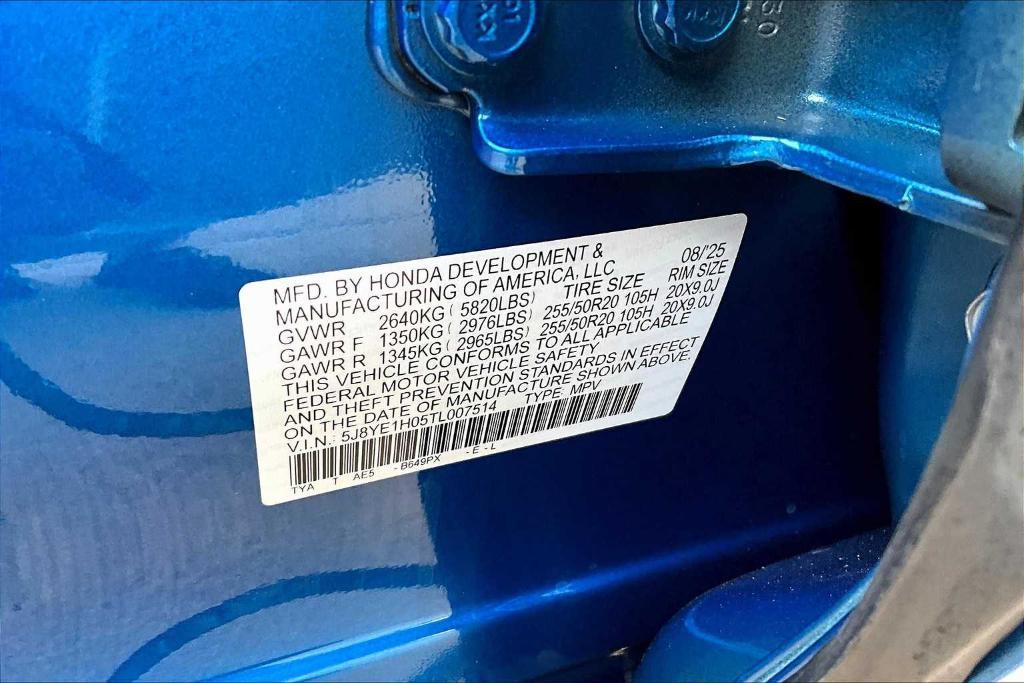 MFD. BY HONDA DEVELOPMENT & 08/'25
MANUFACTURING OF AMERICA, LLC
GVWR 2640KG ( 5820LBS) TIRE SIZE RIM SIZE
GAWR F 1350KG ( 2976LBS) 255/50R20 105H 20X9.0J
GAWR R 1345KG ( 2965LBS) 255/50R20 105H 20X9.0J
THIS VEHICLE CONFORMS TO ALL APPLICABLE
FEDERAL MOTOR VEHICLE SAFETY
AND THEFT PREVENTION STANDARDS IN EFFECT
ON THE DATE OF MANUFACTURE SHOWN ABOVE.
V.I.N.: 5J8YE1H05TL007514 TYPE: MPV
TYA T AE5 -B649PX -E-L